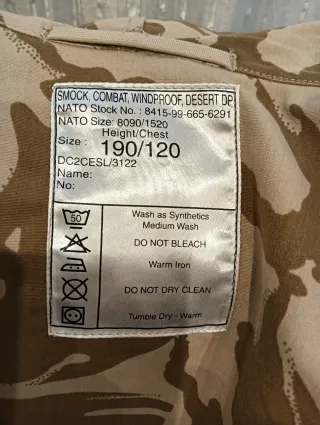 SMOCK, COMBAT, WINDPROOF, DESERT DP
NATO Stock No. : 8415-99-665-6291
NATO Size: 8090/1520
Height/Chest
Size : 190/120
DC2CESL/3122
Name:
No:
50
Wash as Synthetics
Medium Wash
DO NOT BLEACH
Warm Iron
DO NOT DRY CLEAN
Tumble Dry - Warm